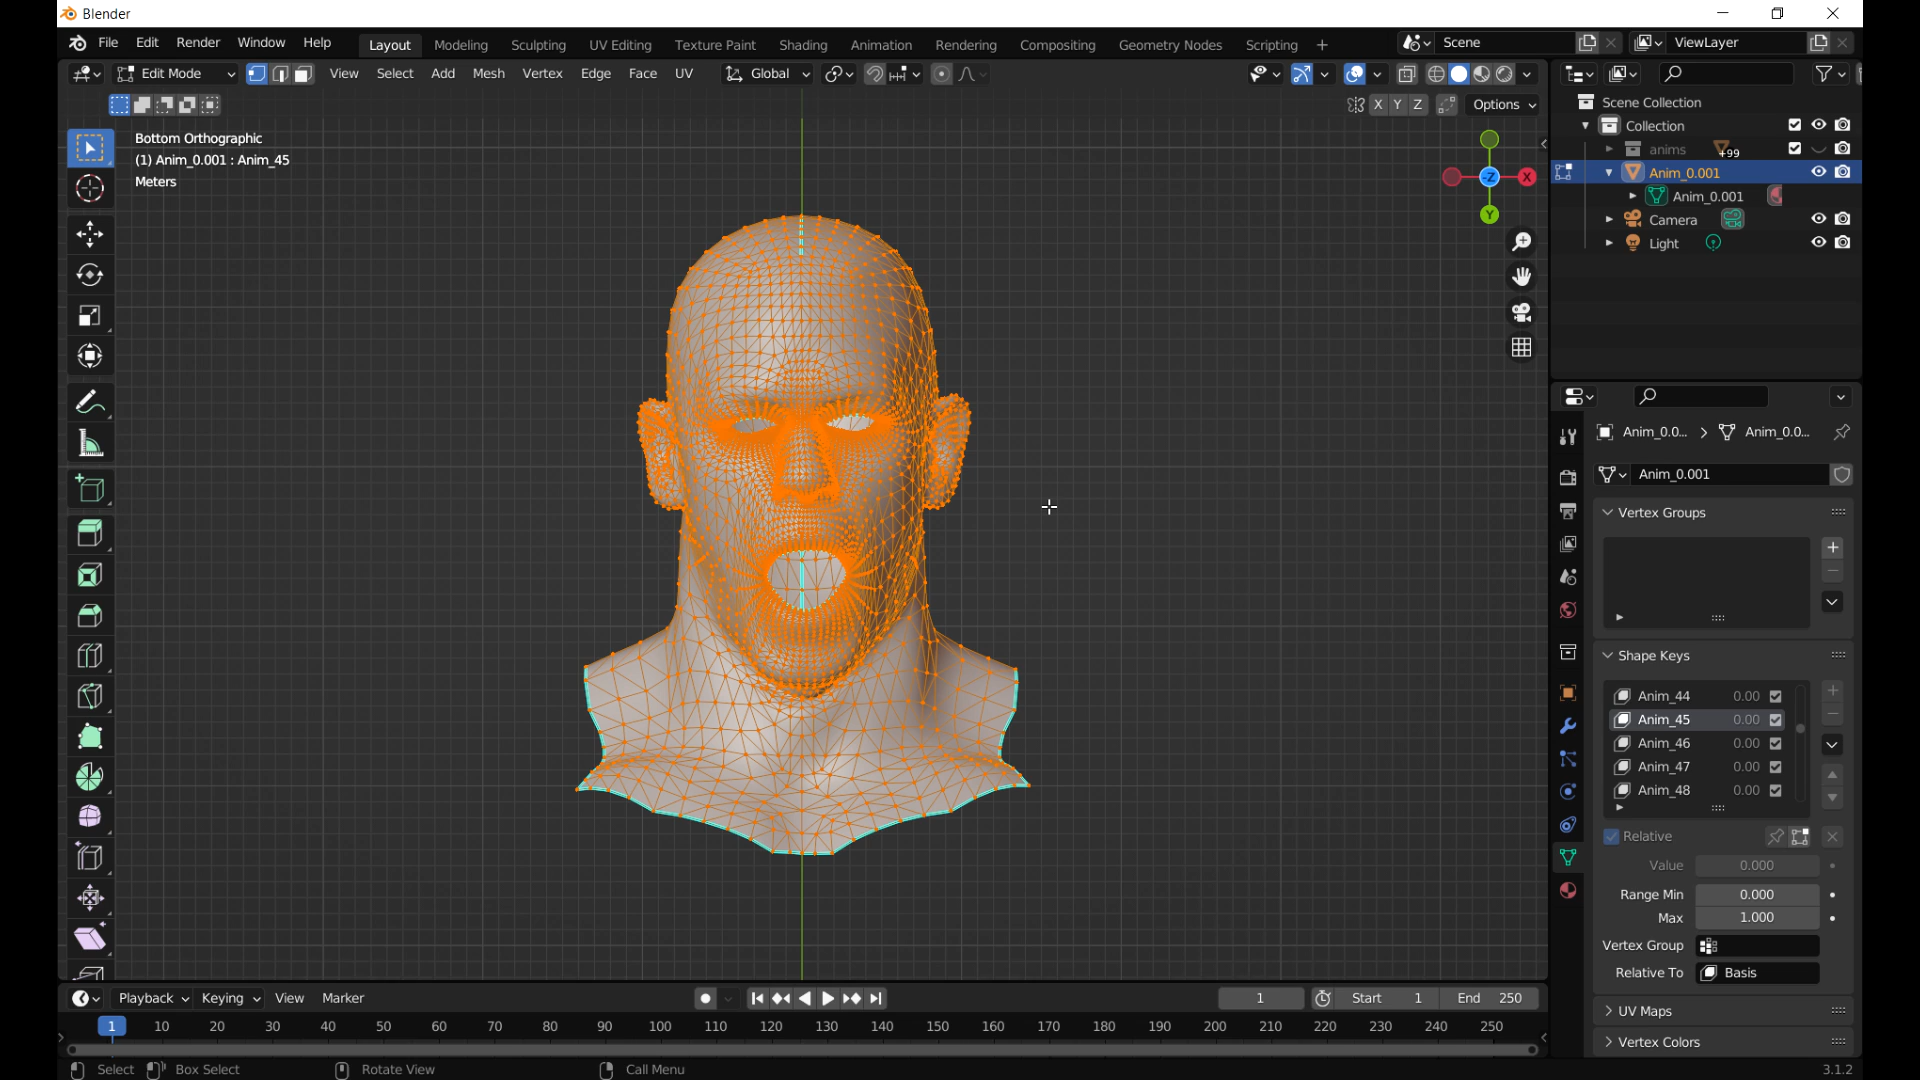 Blender
File Edit Render Window Help Layout Modeling Sculpting UV Editing Texture Paint Shading Animation Rendering Compositing Geometry Nodes Scripting + Scene ViewLayer
Edit Mode View Select Add Mesh Vertex Edge Face UV Global
X Y Z Options
Bottom Orthographic
(1) Anim_0.001 : Anim_45
Meters
-Z X
Y
Scene Collection
Collection
anims +99
Anim_0.001
Anim_0.001
Camera
Light
Anim_0.0... Anim_0.0...
Anim_0.001
Vertex Groups
Shape Keys
Anim_44 0.00
Anim_45 0.00
Anim_46 0.00
Anim_47 0.00
Anim_48 0.00
Relative
Value 0.000
Range Min 0.000
Max 1.000
Vertex Group
Relative To Basis
UV Maps
Vertex Colors
Playback Keying View Marker 1 Start 1 End 250
1 10 20 30 40 50 60 70 80 90 100 110 120 130 140 150 160 170 180 190 200 210 220 230 240 250
Select Box Select Rotate View Call Menu 3.1.2